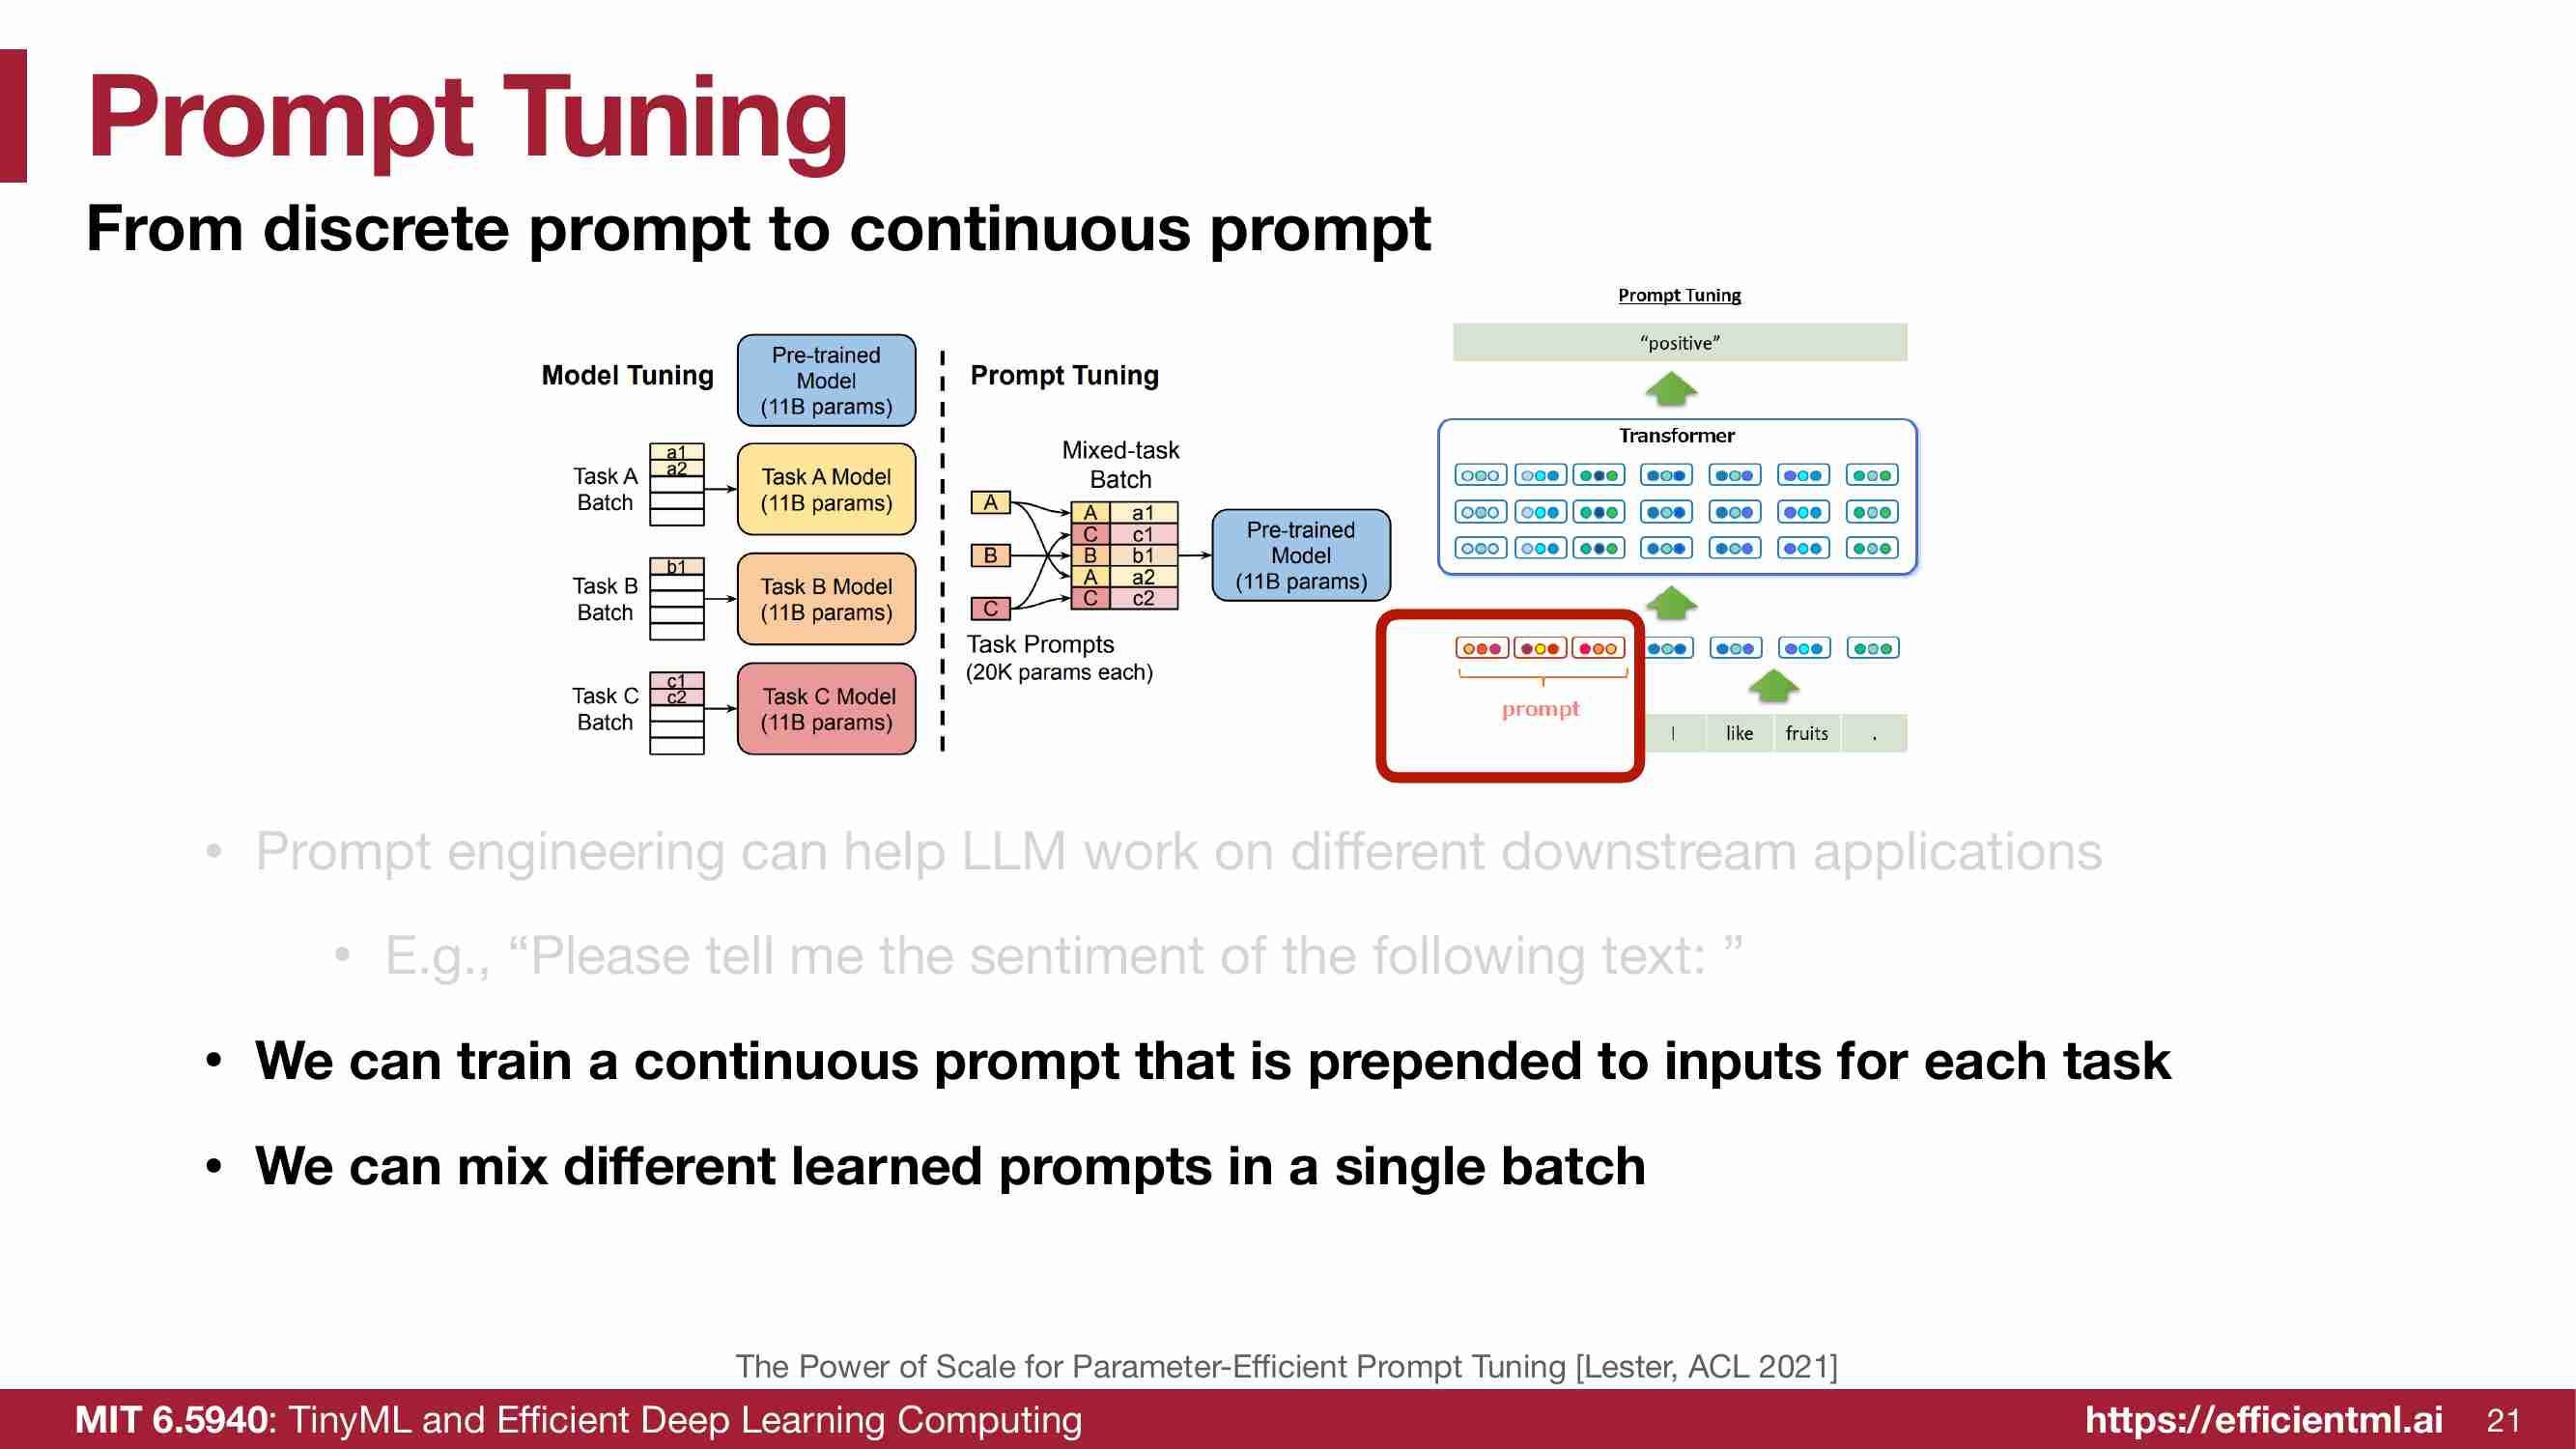 Prompt Tuning
From discrete prompt to continuous prompt
Model Tuning
Pre-trained
Model
(11B params)
Task A
Batch
a1
a2
Task A Model
(11B params)
Task B
Batch
b1
Task B Model
(11B params)
Task C
Batch
c1
c2
Task C Model
(11B params)
Prompt Tuning
Mixed-task
Batch
A
B
C
A a1
C c1
B b1
A a2
C c2
Task Prompts
(20K params each)
Pre-trained
Model
(11B params)
Prompt Tuning
“positive”
Transformer
prompt
I like fruits .
• Prompt engineering can help LLM work on different downstream applications
• E.g., “Please tell me the sentiment of the following text: ”
• We can train a continuous prompt that is prepended to inputs for each task
• We can mix different learned prompts in a single batch
The Power of Scale for Parameter-Efficient Prompt Tuning [Lester, ACL 2021]
MIT 6.5940: TinyML and Efficient Deep Learning Computing
https://efficientml.ai 21